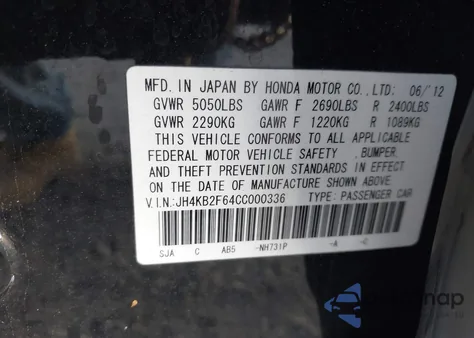 MFD. IN JAPAN BY HONDA MOTOR CO., LTD: 06/'12
GVWR 5050LBS GAWR F 2690LBS R 2400LBS
GVWR 2290KG GAWR F 1220KG R 1089KG
THIS VEHICLE CONFORMS TO ALL APPLICABLE
FEDERAL MOTOR VEHICLE SAFETY , BUMPER,
AND THEFT PREVENTION STANDARDS IN EFFECT
ON THE DATE OF MANUFACTURE SHOWN ABOVE.
V.I.N:JH4KB2F64CC000336 TYPE: PASSENGER CAR
SJA C AB5 -NH731P -A -C